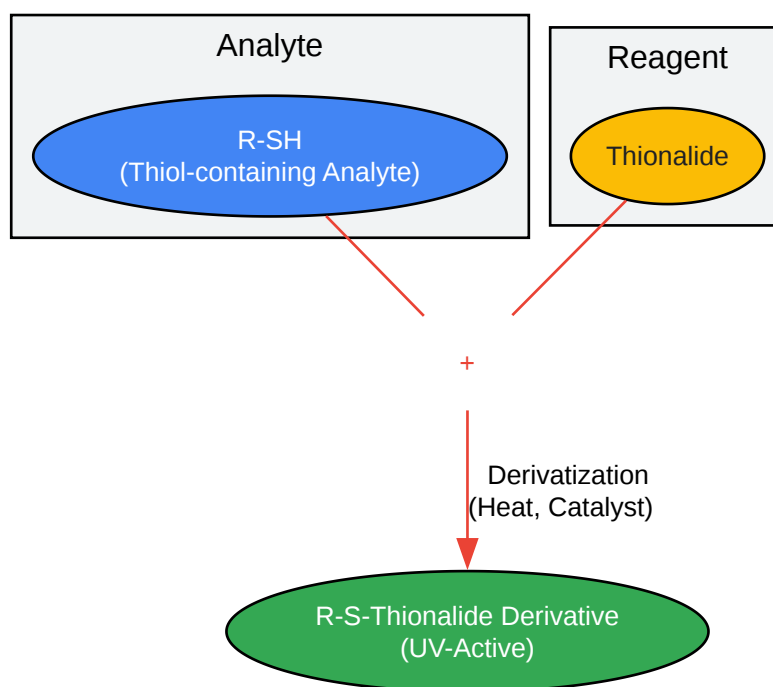 Analyte
R-SH
(Thiol-containing Analyte)
Reagent
Thionalide
+
Derivatization
(Heat, Catalyst)
R-S-Thionalide Derivative
(UV-Active)